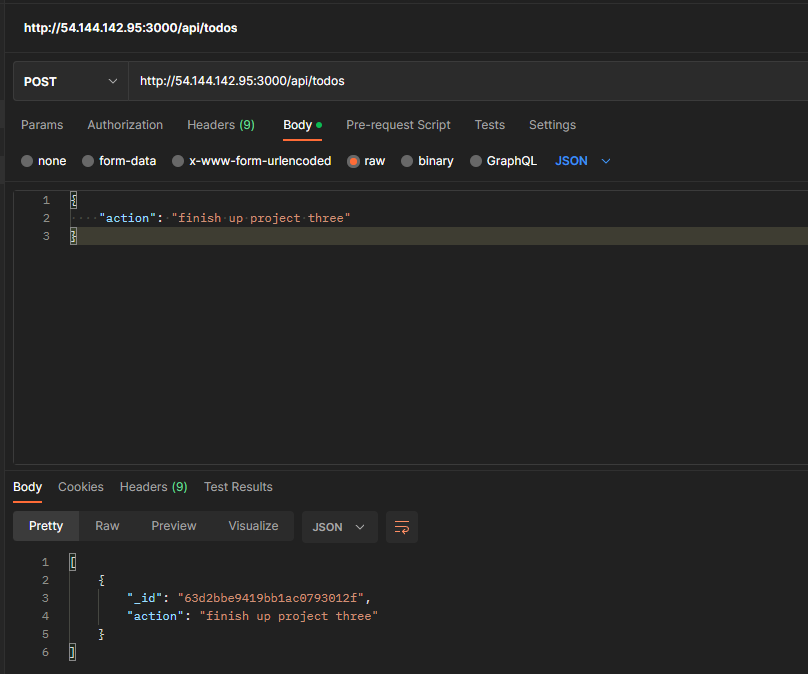 http://54.144.142.95:3000/api/todos
POST http://54.144.142.95:3000/api/todos
Params Authorization Headers (9) Body Pre-request Script Tests Settings
none form-data x-www-form-urlencoded raw binary GraphQL JSON
1 {
2 ····"action":·"finish·up·project·three"
3 }
Body Cookies Headers (9) Test Results
Pretty Raw Preview Visualize JSON
1 [
2 {
3 "_id": "63d2bbe9419bb1ac0793012f",
4 "action": "finish up project three"
5 }
6 ]